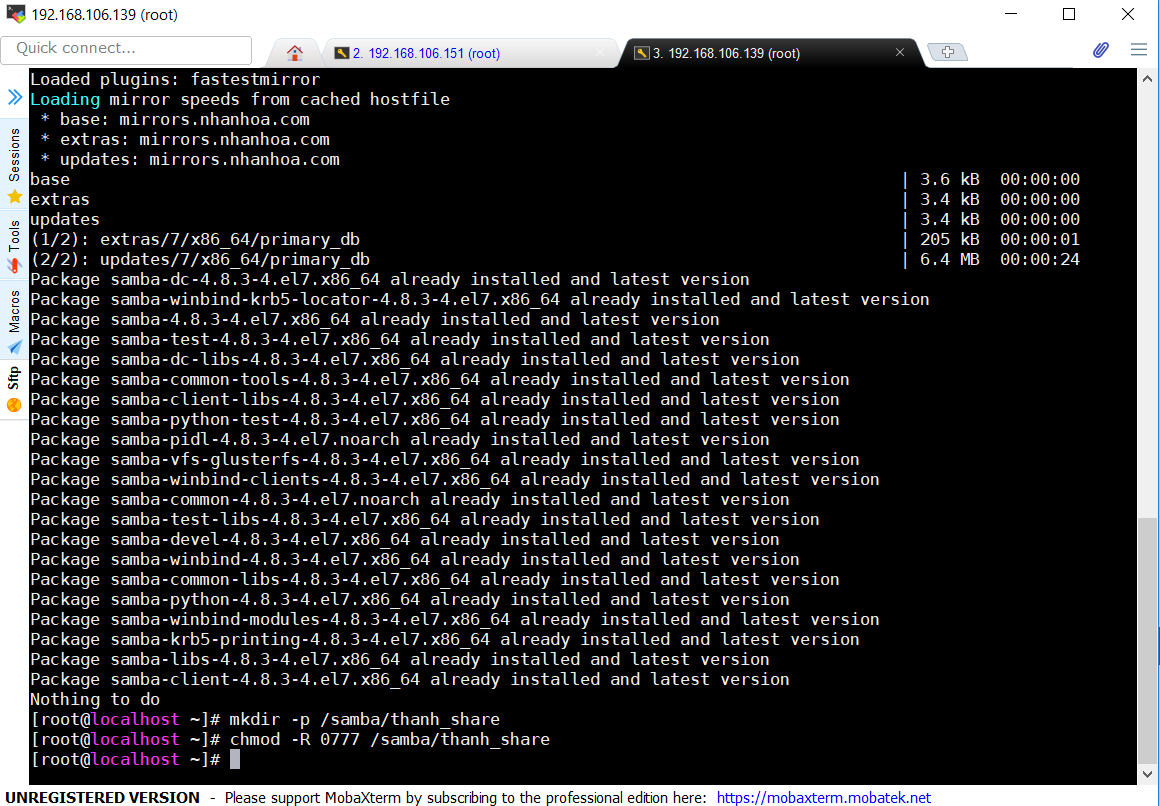 192.168.106.139 (root)
Quick connect...
2. 192.168.106.151 (root)
3. 192.168.106.139 (root)
Sessions
Tools
Macros
Sftp
Loaded plugins: fastestmirror
Loading mirror speeds from cached hostfile
* base: mirrors.nhanhoa.com
* extras: mirrors.nhanhoa.com
* updates: mirrors.nhanhoa.com
base | 3.6 kB 00:00:00
extras | 3.4 kB 00:00:00
updates | 3.4 kB 00:00:00
(1/2): extras/7/x86_64/primary_db | 205 kB 00:00:01
(2/2): updates/7/x86_64/primary_db | 6.4 MB 00:00:24
Package samba-dc-4.8.3-4.el7.x86_64 already installed and latest version
Package samba-winbind-krb5-locator-4.8.3-4.el7.x86_64 already installed and latest version
Package samba-4.8.3-4.el7.x86_64 already installed and latest version
Package samba-test-4.8.3-4.el7.x86_64 already installed and latest version
Package samba-dc-libs-4.8.3-4.el7.x86_64 already installed and latest version
Package samba-common-tools-4.8.3-4.el7.x86_64 already installed and latest version
Package samba-client-libs-4.8.3-4.el7.x86_64 already installed and latest version
Package samba-python-test-4.8.3-4.el7.x86_64 already installed and latest version
Package samba-pidl-4.8.3-4.el7.noarch already installed and latest version
Package samba-vfs-glusterfs-4.8.3-4.el7.x86_64 already installed and latest version
Package samba-winbind-clients-4.8.3-4.el7.x86_64 already installed and latest version
Package samba-common-4.8.3-4.el7.noarch already installed and latest version
Package samba-test-libs-4.8.3-4.el7.x86_64 already installed and latest version
Package samba-devel-4.8.3-4.el7.x86_64 already installed and latest version
Package samba-winbind-4.8.3-4.el7.x86_64 already installed and latest version
Package samba-common-libs-4.8.3-4.el7.x86_64 already installed and latest version
Package samba-python-4.8.3-4.el7.x86_64 already installed and latest version
Package samba-winbind-modules-4.8.3-4.el7.x86_64 already installed and latest version
Package samba-krb5-printing-4.8.3-4.el7.x86_64 already installed and latest version
Package samba-libs-4.8.3-4.el7.x86_64 already installed and latest version
Package samba-client-4.8.3-4.el7.x86_64 already installed and latest version
Nothing to do
[root@localhost ~]# mkdir -p /samba/thanh_share
[root@localhost ~]# chmod -R 0777 /samba/thanh_share
[root@localhost ~]#
UNREGISTERED VERSION - Please support MobaXterm by subscribing to the professional edition here: https://mobaxterm.mobatek.net